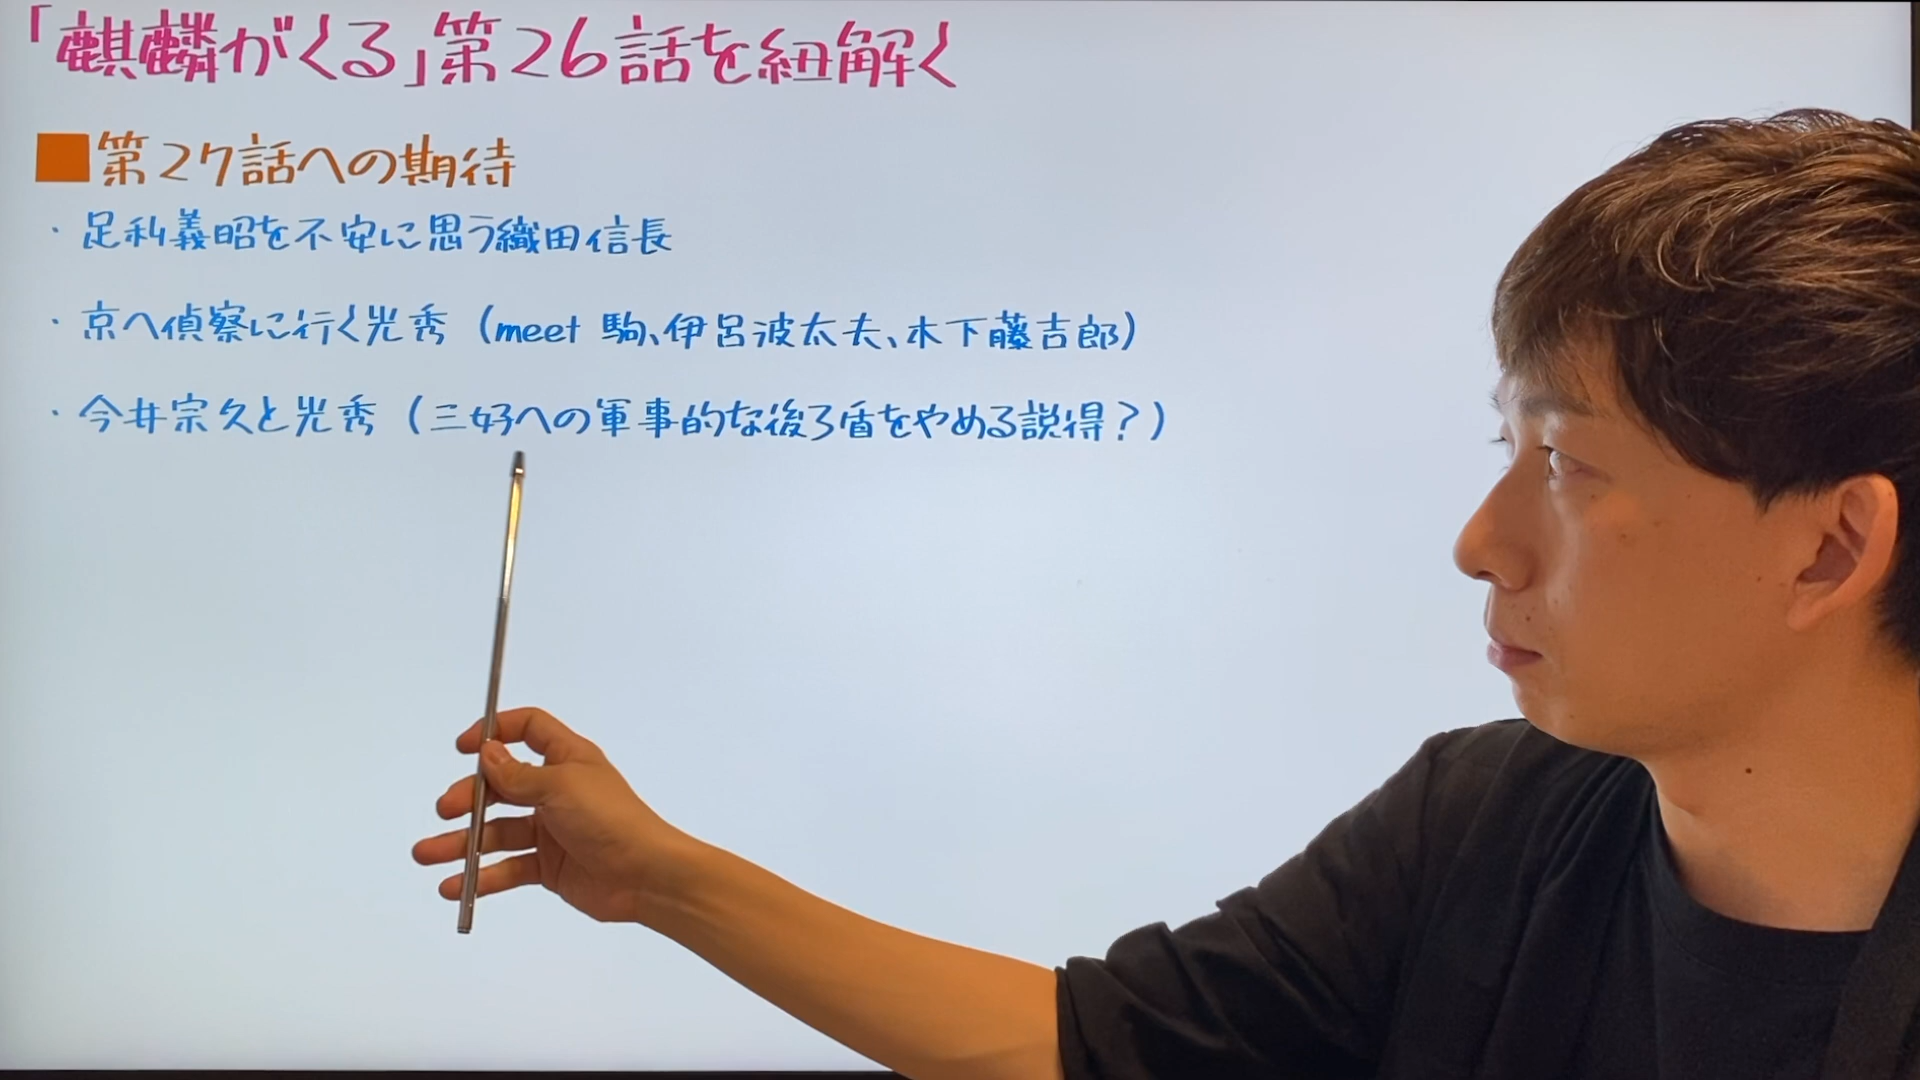 「麒麟がくる」第26話を紐解く
■第27話への期待
・足利義昭を不安に思う織田信長
・京へ偵察に行く光秀（meet 駒、伊呂波太夫、木下藤吉郎）
・今井宗久と光秀（三好への軍事的な後ろ盾をやめる説得？）